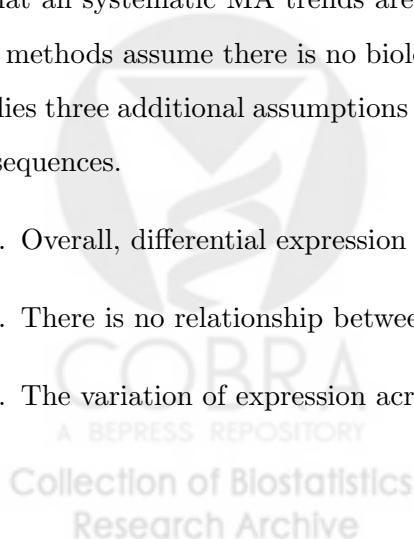 that all systematic MA trends are
methods assume there is no biolo
lies three additional assumptions
sequences.
. Overall, differential expression
. There is no relationship betwee
. The variation of expression acr
COBRA
A BEPRESS REPOSITORY
Collection of Biostatistics
Research Archive